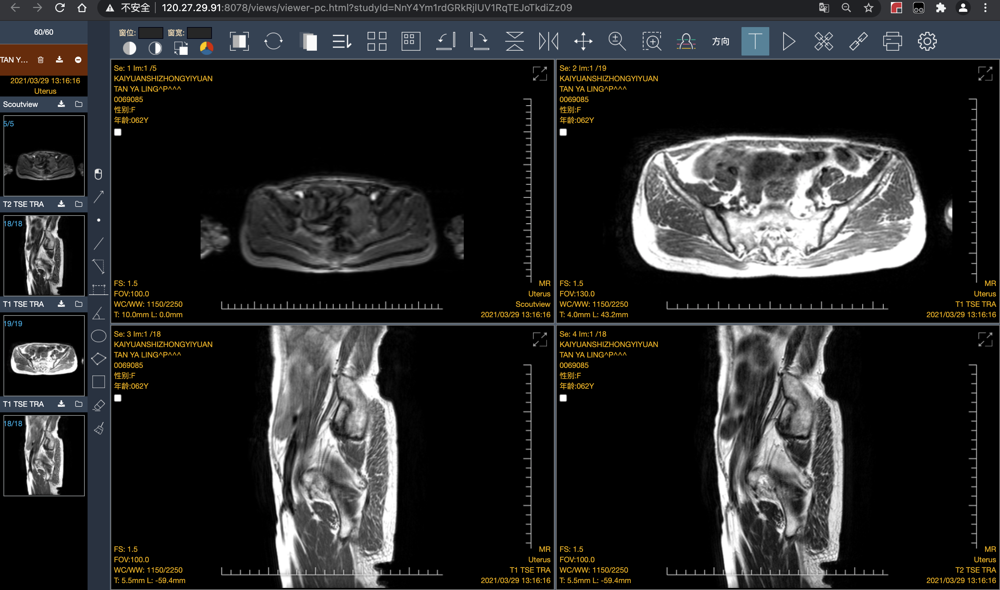 不安全 120.27.29.91:8078/views/viewer-pc.html?studyId=NnY4Ym1rdGRkRjlUV1RqTEJoTkdiZz09
60/60
TAN Y...
2021/03/29 13:16:16
Uterus
Scoutview
5/5
T2 TSE TRA
18/18
T1 TSE TRA
19/19
T1 TSE TRA
18/18
窗位: 窗宽:
方向
T
Se: 1 Im:1 /5
KAIYUANSHIZHONGYIYUAN
TAN YA LING^P^^^
0069085
性别:F
年龄:062Y
FS: 1.5
FOV:100.0
WC/WW: 1150/2250
T: 10.0mm L: 0.0mm
MR
Uterus
Scoutview
2021/03/29 13:16:16
Se: 2 Im:1 /19
KAIYUANSHIZHONGYIYUAN
TAN YA LING^P^^^
0069085
性别:F
年龄:062Y
FS: 1.5
FOV:130.0
WC/WW: 1150/2250
T: 4.0mm L: 43.2mm
MR
Uterus
T1 TSE TRA
2021/03/29 13:16:16
Se: 3 Im:1 /18
KAIYUANSHIZHONGYIYUAN
TAN YA LING^P^^^
0069085
性别:F
年龄:062Y
FS: 1.5
FOV:100.0
WC/WW: 1150/2250
T: 5.5mm L: -59.4mm
MR
Uterus
T1 TSE TRA
2021/03/29 13:16:16
Se: 4 Im:1 /18
KAIYUANSHIZHONGYIYUAN
TAN YA LING^P^^^
0069085
性别:F
年龄:062Y
FS: 1.5
FOV:100.0
WC/WW: 1150/2250
T: 5.5mm L: -59.4mm
MR
Uterus
T2 TSE TRA
2021/03/29 13:16:16